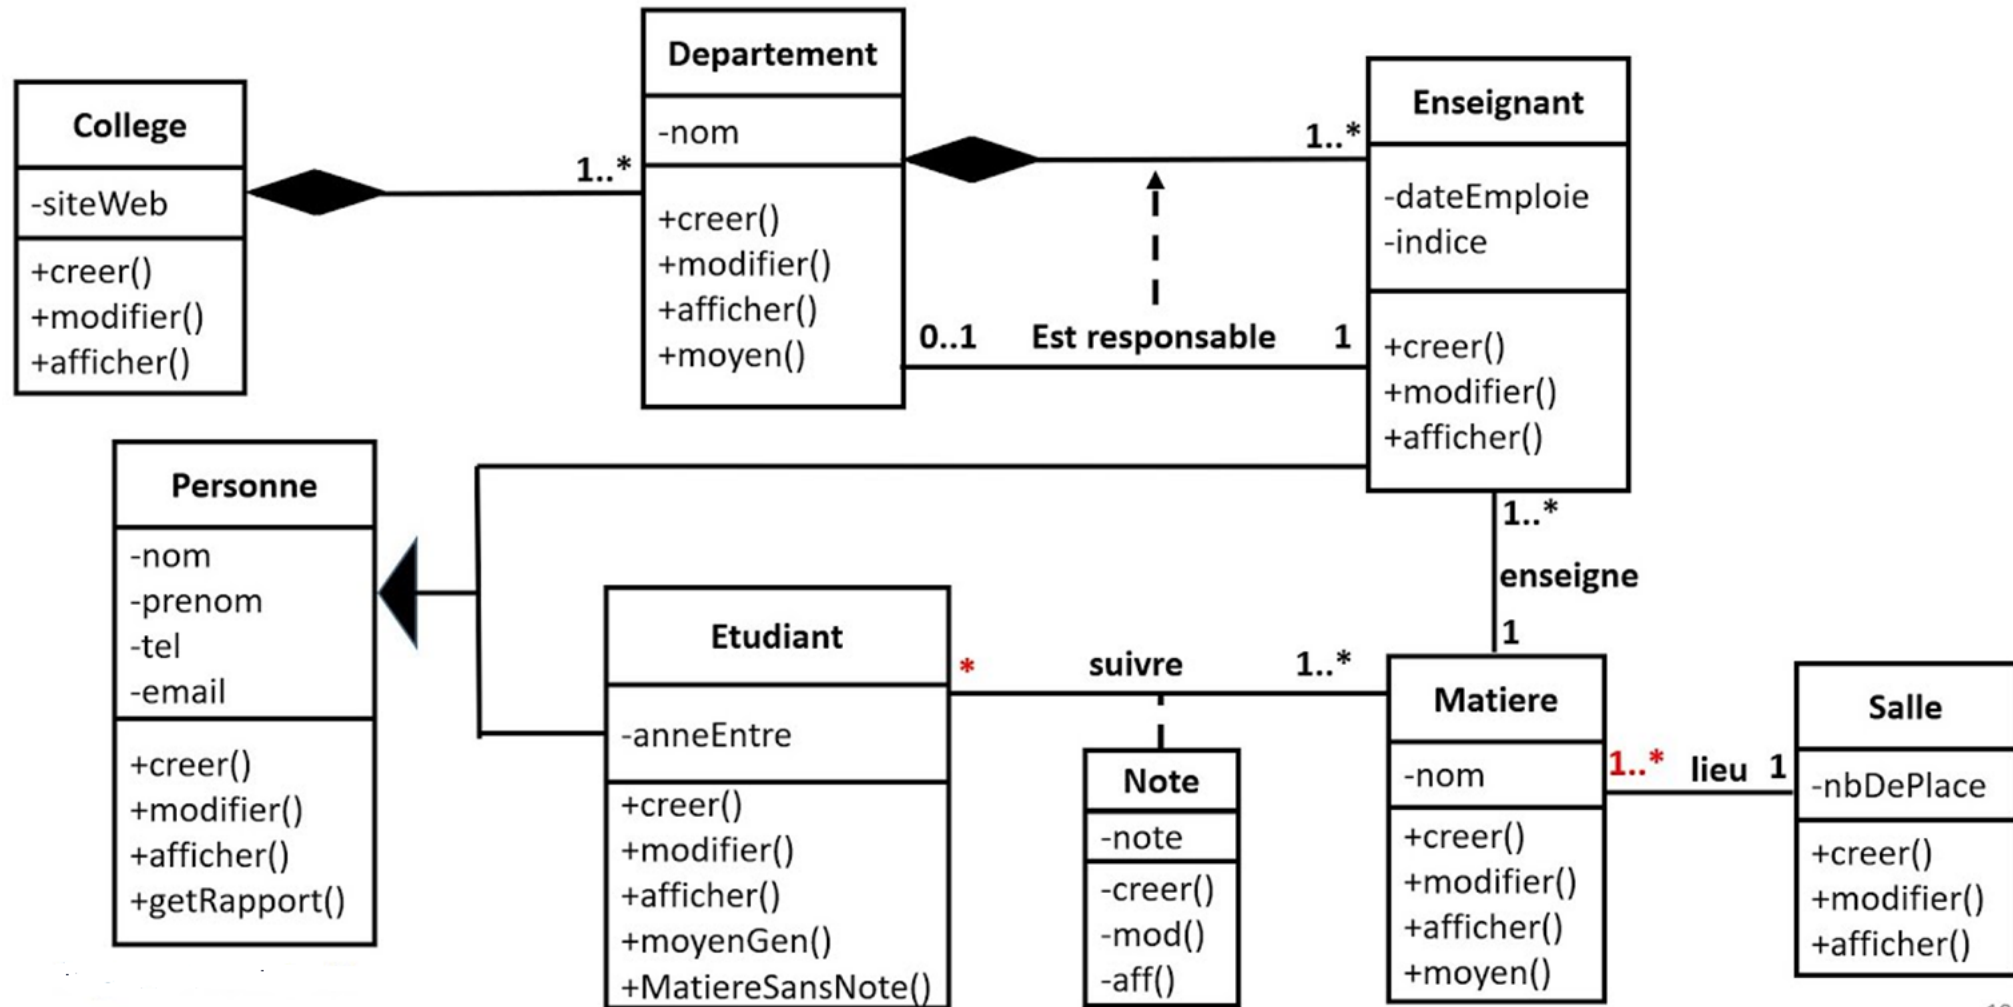 College
-siteWeb
+creer()
+modifier()
+afficher()
1..*
Departement
-nom
+creer()
+modifier()
+afficher()
+moyen()
1..*
0..1
Est responsable
1
Enseignant
-dateEmploie
-indice
+creer()
+modifier()
+afficher()
Personne
-nom
-prenom
-tel
-email
+creer()
+modifier()
+afficher()
+getRapport()
Etudiant
-anneEntre
+creer()
+modifier()
+afficher()
+moyenGen()
+MatiereSansNote()
*
suivre
1..*
Note
-note
-creer()
-mod()
-aff()
1..*
enseigne
1
Matiere
-nom
+creer()
+modifier()
+afficher()
+moyen()
1..*
lieu
1
Salle
-nbDePlace
+creer()
+modifier()
+afficher()